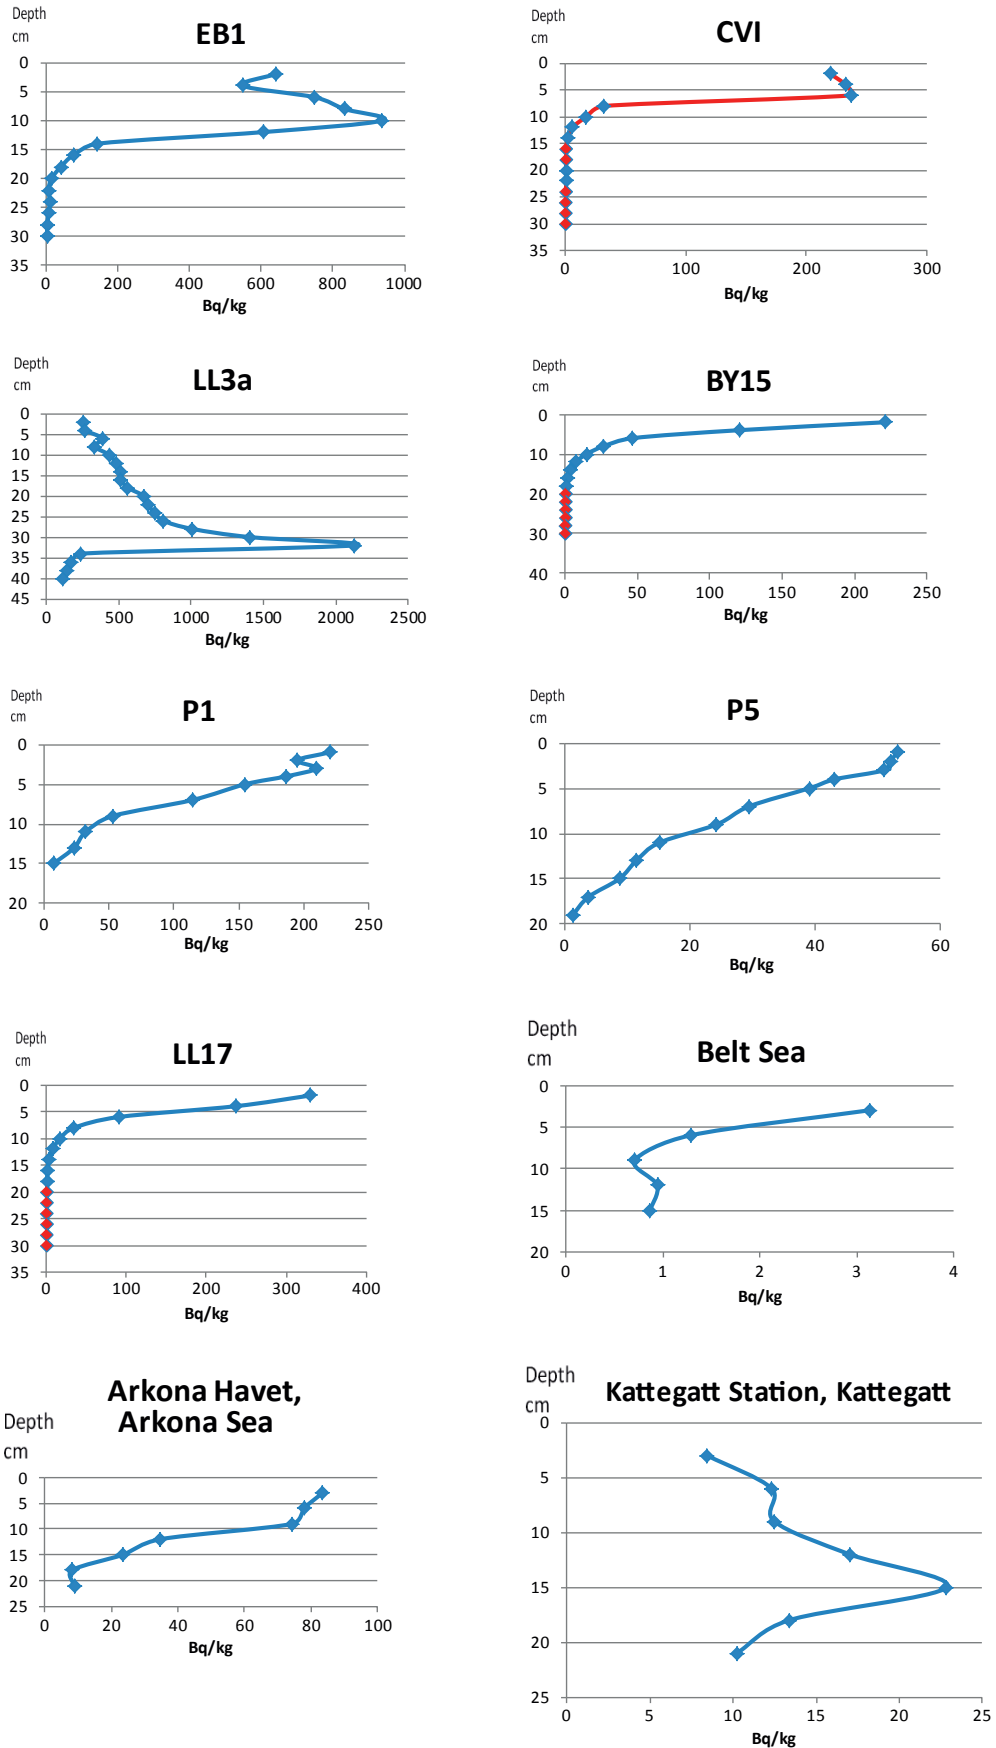 Depth
cm
EB1
0
5
10
15
20
25
30
35
0 200 400 600 800 1000
Bq/kg
Depth
cm
CVI
0
5
10
15
20
25
30
35
0 100 200 300
Bq/kg
Depth
cm
LL3a
0
5
10
15
20
25
30
35
40
45
0 500 1000 1500 2000 2500
Bq/kg
Depth
cm
BY15
0
10
20
30
40
0 50 100 150 200 250
Bq/kg
Depth
cm
P1
0
5
10
15
20
0 50 100 150 200 250
Bq/kg
Depth
cm
P5
0
5
10
15
20
0 20 40 60
Bq/kg
Depth
cm
LL17
0
5
10
15
20
25
30
35
0 100 200 300 400
Bq/kg
Depth
cm
Belt Sea
0
5
10
15
20
0 1 2 3 4
Bq/kg
Arkona Havet,
Arkona Sea
Depth
cm
0
5
10
15
20
25
0 20 40 60 80 100
Bq/kg
Depth
cm
Kattegatt Station, Kattegatt
0
5
10
15
20
25
0 5 10 15 20 25
Bq/kg